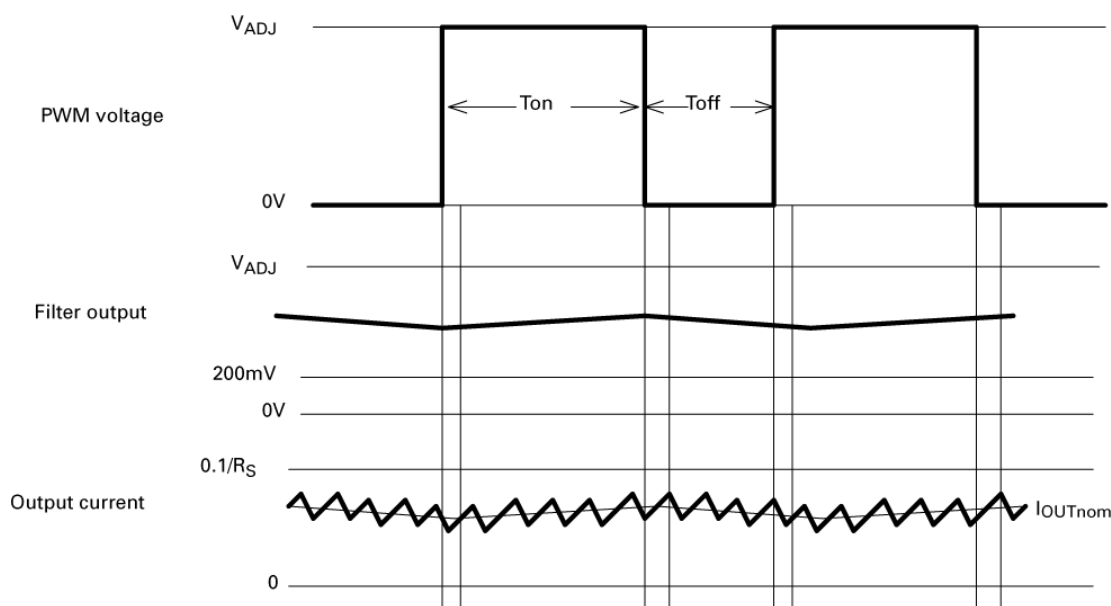 VADJ
Ton
Toff
PWM voltage
0V
VADJ
Filter output
200mV
0V
0.1/RS
Output current
IOUTnom
0